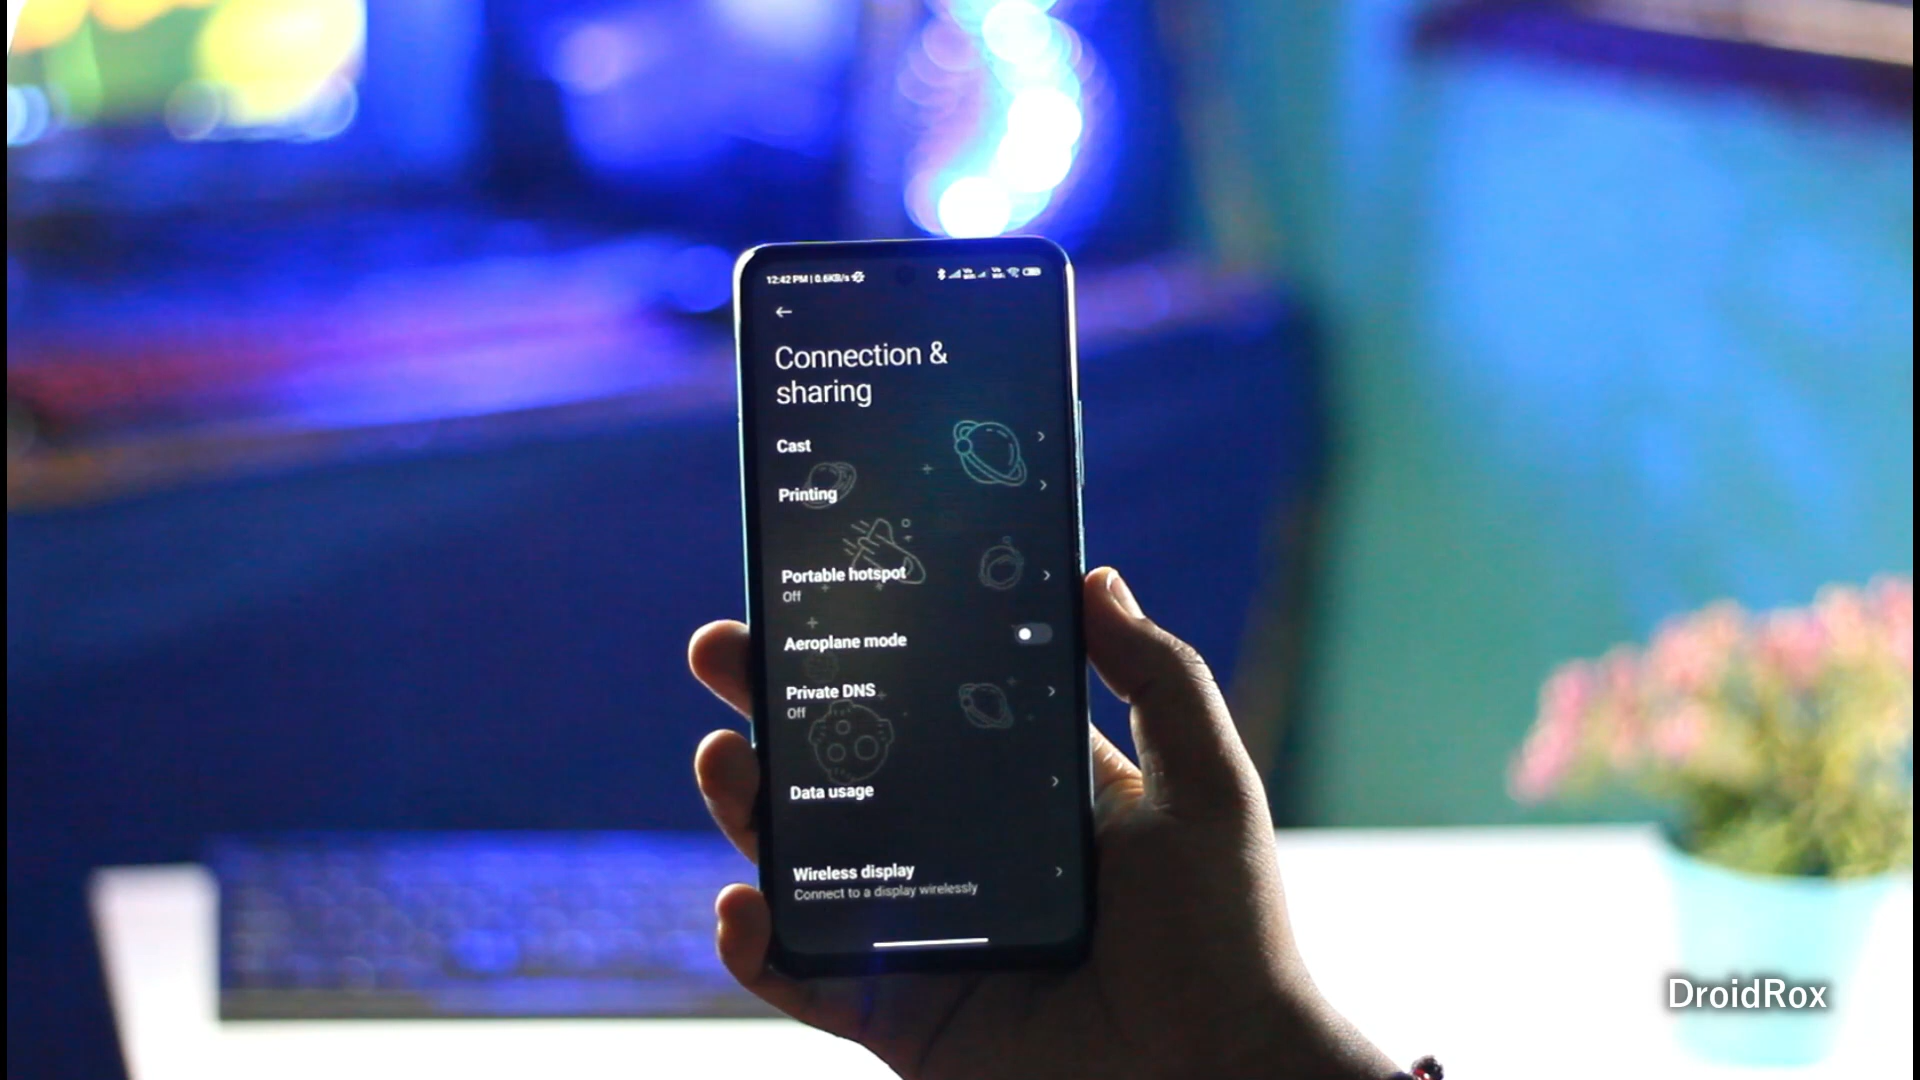 12:42 PM | 0.6KB/s
Connection &
sharing
Cast
Printing
Portable hotspot
Off
Aeroplane mode
Private DNS
Off
Data usage
Wireless display
Connect to a display wirelessly
DroidRox